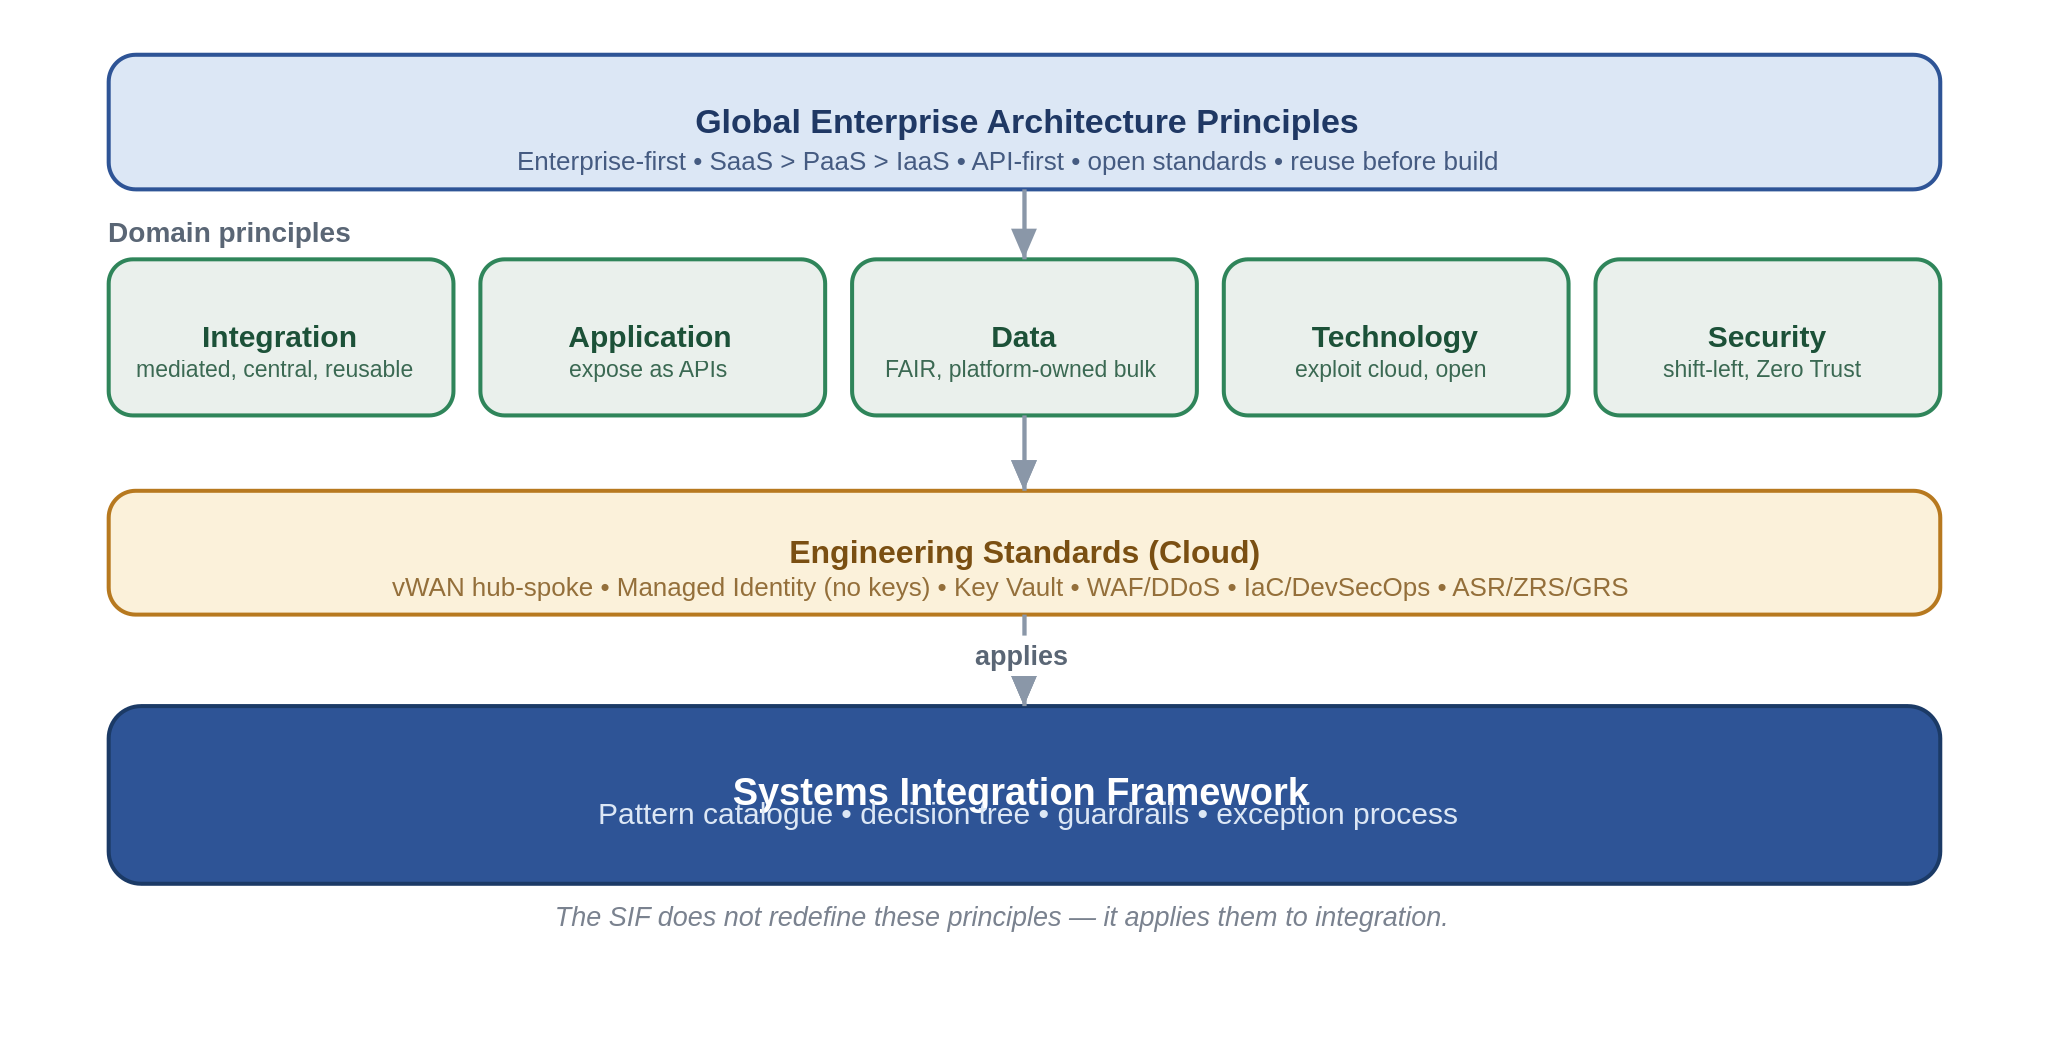 Global Enterprise Architecture Principles
Enterprise-first • SaaS > PaaS > IaaS • API-first • open standards • reuse before build
Domain principles
Integration
mediated, central, reusable
Application
expose as APIs
Data
FAIR, platform-owned bulk
Technology
exploit cloud, open
Security
shift-left, Zero Trust
Engineering Standards (Cloud)
vWAN hub-spoke • Managed Identity (no keys) • Key Vault • WAF/DDoS • IaC/DevSecOps • ASR/ZRS/GRS
applies
Systems Integration Framework
Pattern catalogue • decision tree • guardrails • exception process
The SIF does not redefine these principles — it applies them to integration.